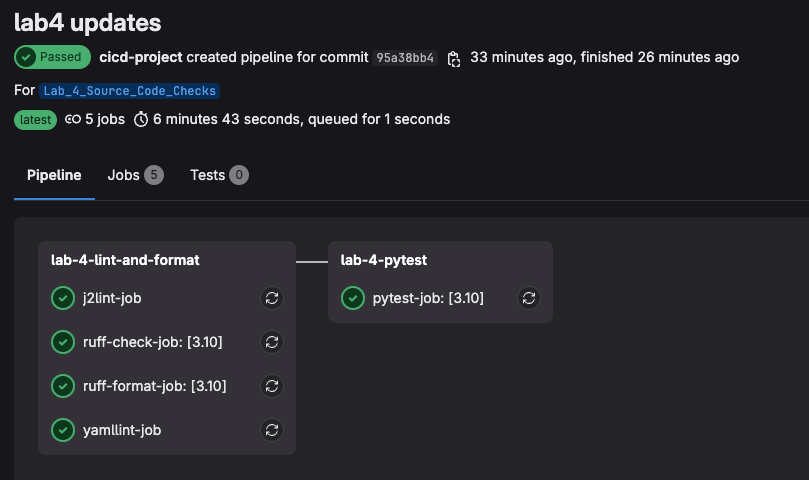 lab4 updates
Passed cicd-project created pipeline for commit 95a38bb4 33 minutes ago, finished 26 minutes ago
For Lab_4_Source_Code_Checks
latest 5 jobs 6 minutes 43 seconds, queued for 1 seconds
Pipeline Jobs 5 Tests 0
lab-4-lint-and-format
j2lint-job
ruff-check-job: [3.10]
ruff-format-job: [3.10]
yamllint-job
lab-4-pytest
pytest-job: [3.10]